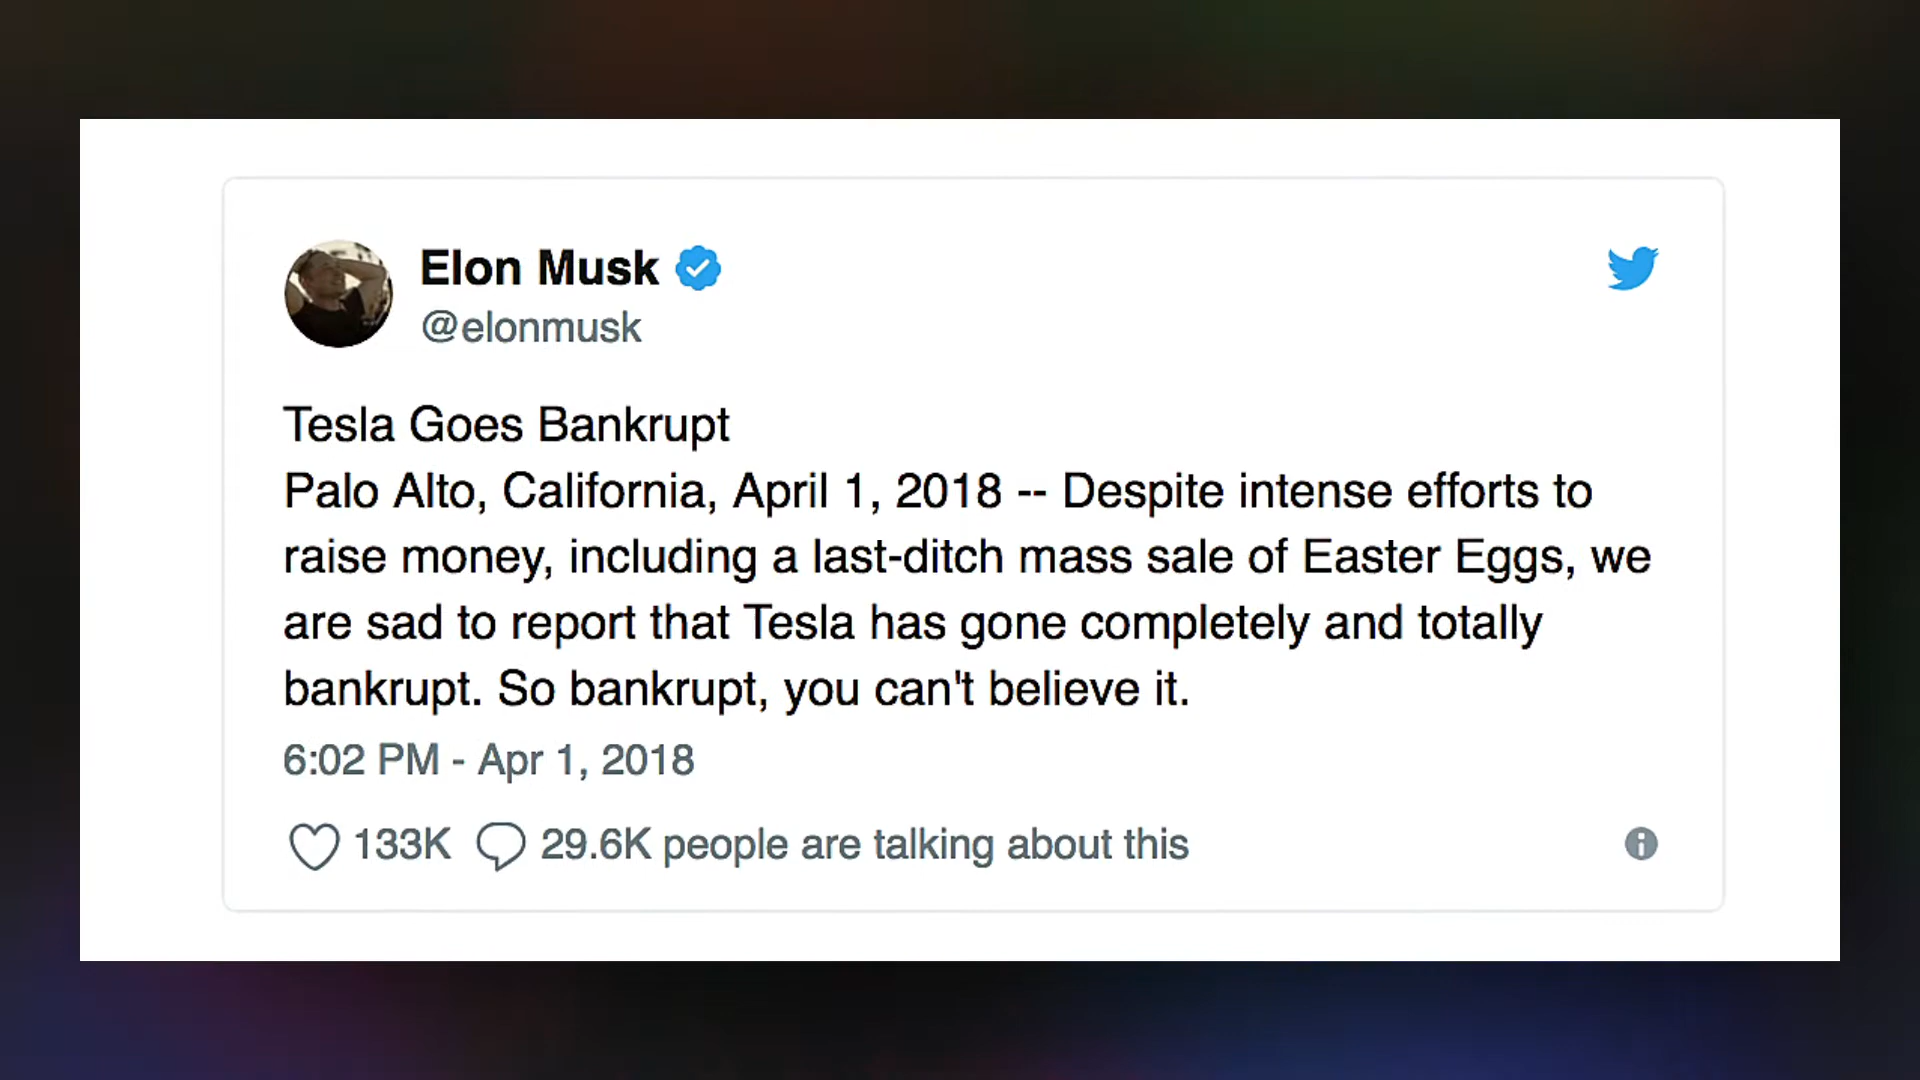 Elon Musk
@elonmusk
Tesla Goes Bankrupt
Palo Alto, California, April 1, 2018 -- Despite intense efforts to
raise money, including a last-ditch mass sale of Easter Eggs, we
are sad to report that Tesla has gone completely and totally
bankrupt. So bankrupt, you can't believe it.
6:02 PM - Apr 1, 2018
133K 29.6K people are talking about this